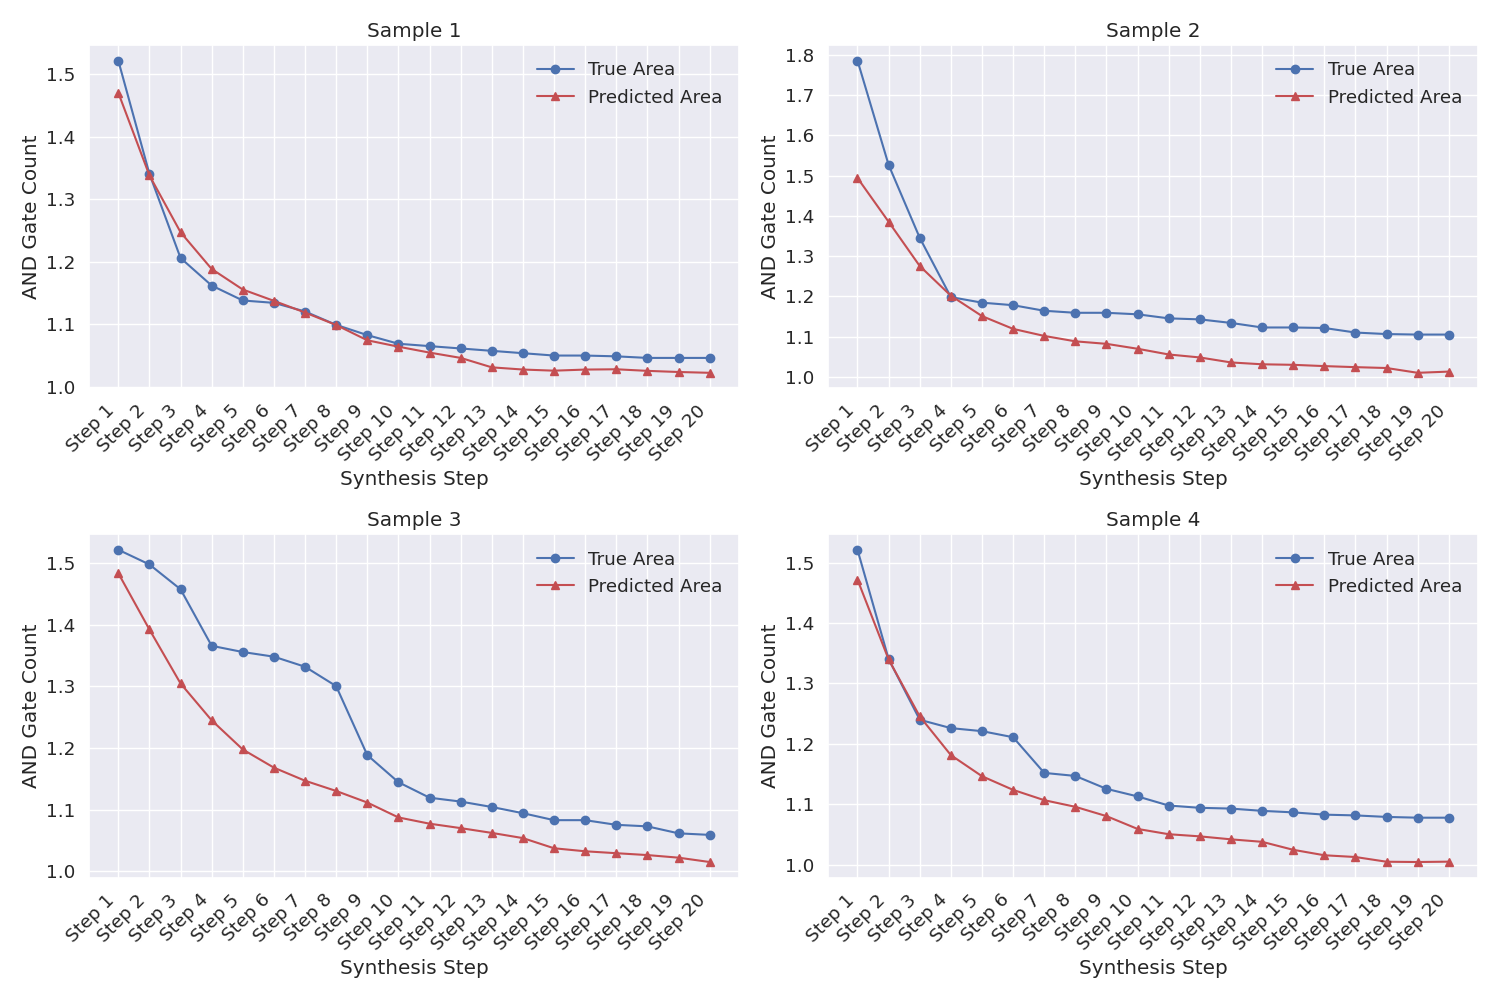 Sample 1
True Area
Predicted Area
AND Gate Count
1.5
1.4
1.3
1.2
1.1
1.0
Step 1
Step 2
Step 3
Step 4
Step 5
Step 6
Step 7
Step 8
Step 9
Step 10
Step 11
Step 12
Step 13
Step 14
Step 15
Step 16
Step 17
Step 18
Step 19
Step 20
Synthesis Step
Sample 2
True Area
Predicted Area
AND Gate Count
1.8
1.7
1.6
1.5
1.4
1.3
1.2
1.1
1.0
Step 1
Step 2
Step 3
Step 4
Step 5
Step 6
Step 7
Step 8
Step 9
Step 10
Step 11
Step 12
Step 13
Step 14
Step 15
Step 16
Step 17
Step 18
Step 19
Step 20
Synthesis Step
Sample 3
True Area
Predicted Area
AND Gate Count
1.5
1.4
1.3
1.2
1.1
1.0
Step 1
Step 2
Step 3
Step 4
Step 5
Step 6
Step 7
Step 8
Step 9
Step 10
Step 11
Step 12
Step 13
Step 14
Step 15
Step 16
Step 17
Step 18
Step 19
Step 20
Synthesis Step
Sample 4
True Area
Predicted Area
AND Gate Count
1.5
1.4
1.3
1.2
1.1
1.0
Step 1
Step 2
Step 3
Step 4
Step 5
Step 6
Step 7
Step 8
Step 9
Step 10
Step 11
Step 12
Step 13
Step 14
Step 15
Step 16
Step 17
Step 18
Step 19
Step 20
Synthesis Step